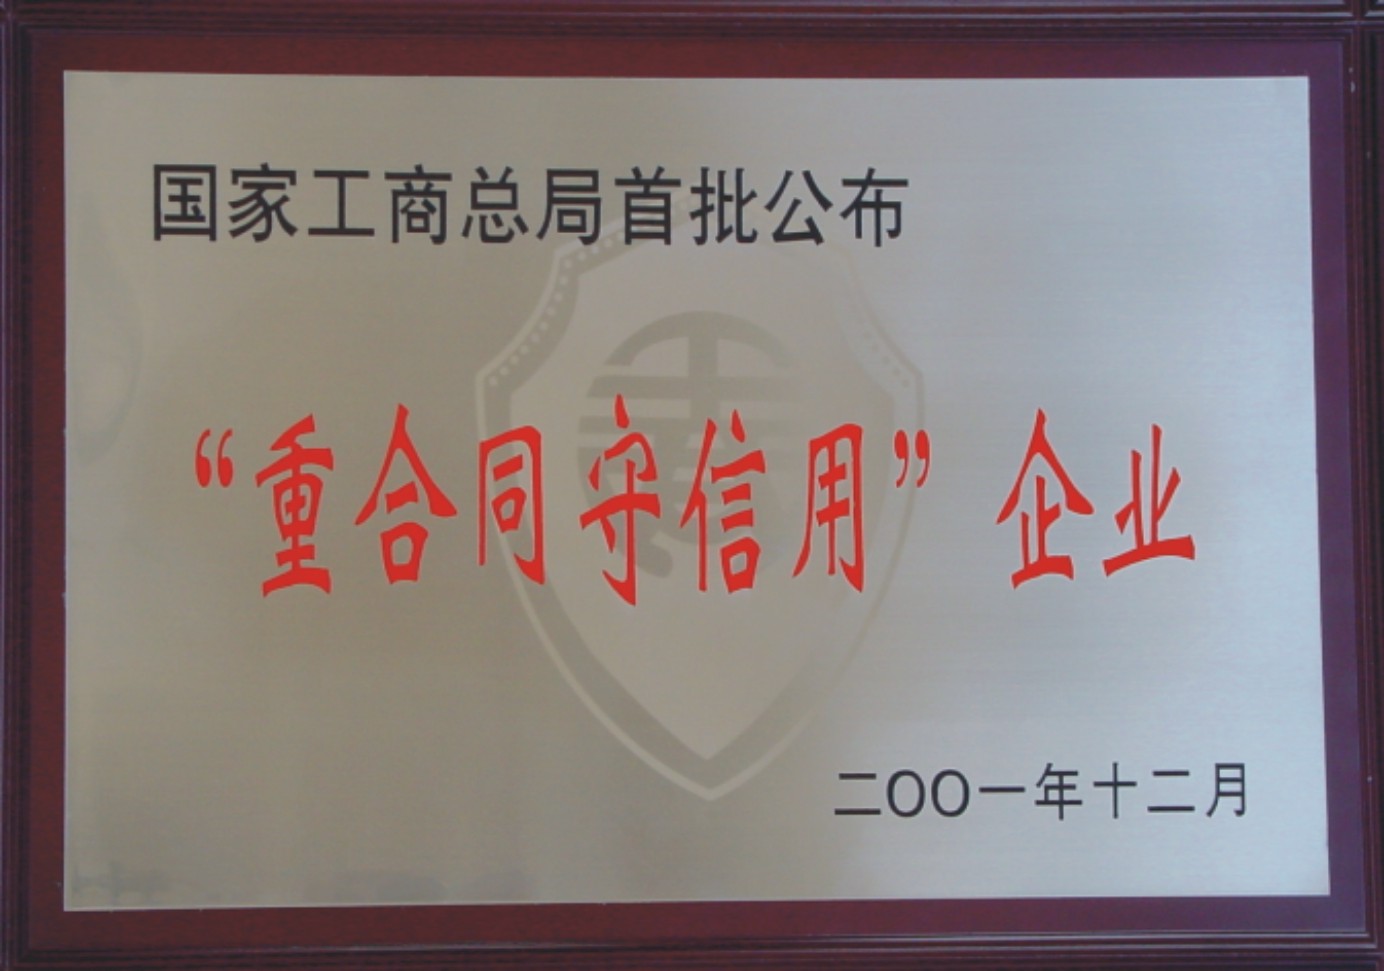 国家工商总局首批公布
“重合同守信用”企业
二OO一年十二月